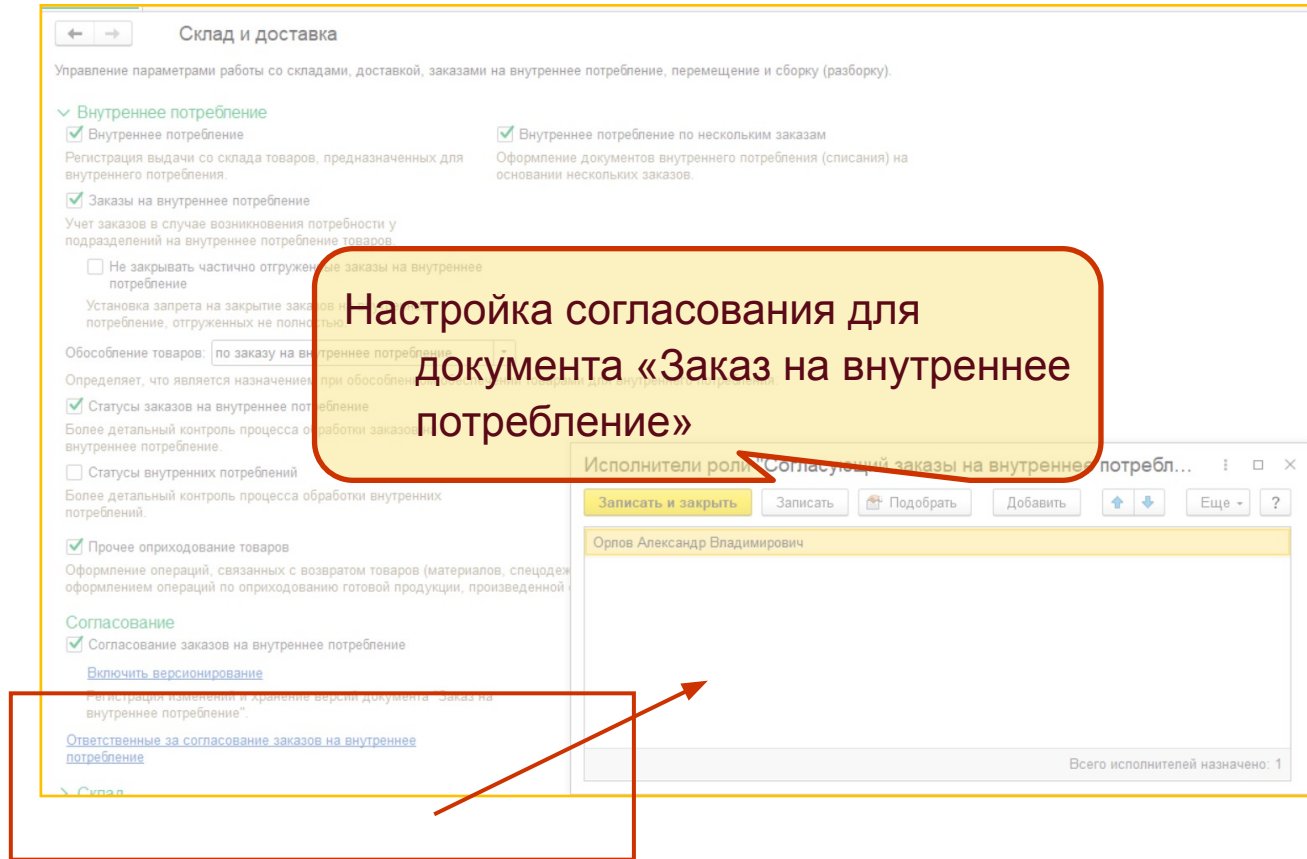 Склад и доставка
Управление параметрами работы со складами, доставкой, заказами на внутреннее потребление, перемещение и сборку (разборку).
Внутреннее потребление
Внутреннее потребление
Внутреннее потребление по нескольким заказам
Регистрация выдачи со склада товаров, предназначенных для
внутреннего потребления.
Оформление документов внутреннего потребления (списания) на
основании нескольких заказов.
Заказы на внутреннее потребление
Учет заказов в случае возникновения потребности у
подразделений на внутреннее потребление товаров.
Не закрывать частично отгруженные заказы на внутреннее
потребление
Установка запрета на закрытие заказов на
потребление, отгруженных не полностью.
Настройка согласования для
документа «Заказ на внутреннее
потребление»
Обособление товаров: по заказу на внутреннее потребление
Определяет, что является назначением при обособленном обеспечении товарами для внутреннего потребления.
Статусы заказов на внутреннее потребление
Более детальный контроль процесса обработки заказов на
внутреннее потребление.
Статусы внутренних потреблений
Более детальный контроль процесса обработки внутренних
потреблений.
Прочее оприходование товаров
Оформление операций, связанных с возвратом товаров (материалов, спецодеж
оформлением операций по оприходованию готовой продукции, произведенной
Согласование
Согласование заказов на внутреннее потребление
Включить версионирование
Регистрация изменений и хранение версий документа "Заказ на
внутреннее потребление".
Ответственные за согласование заказов на внутреннее
потребление
Склад
Исполнители роли "Согласующий заказы на внутреннее потребл...
Записать и закрыть Записать Подобрать Добавить Еще ?
Орлов Александр Владимирович
Всего исполнителей назначено: 1